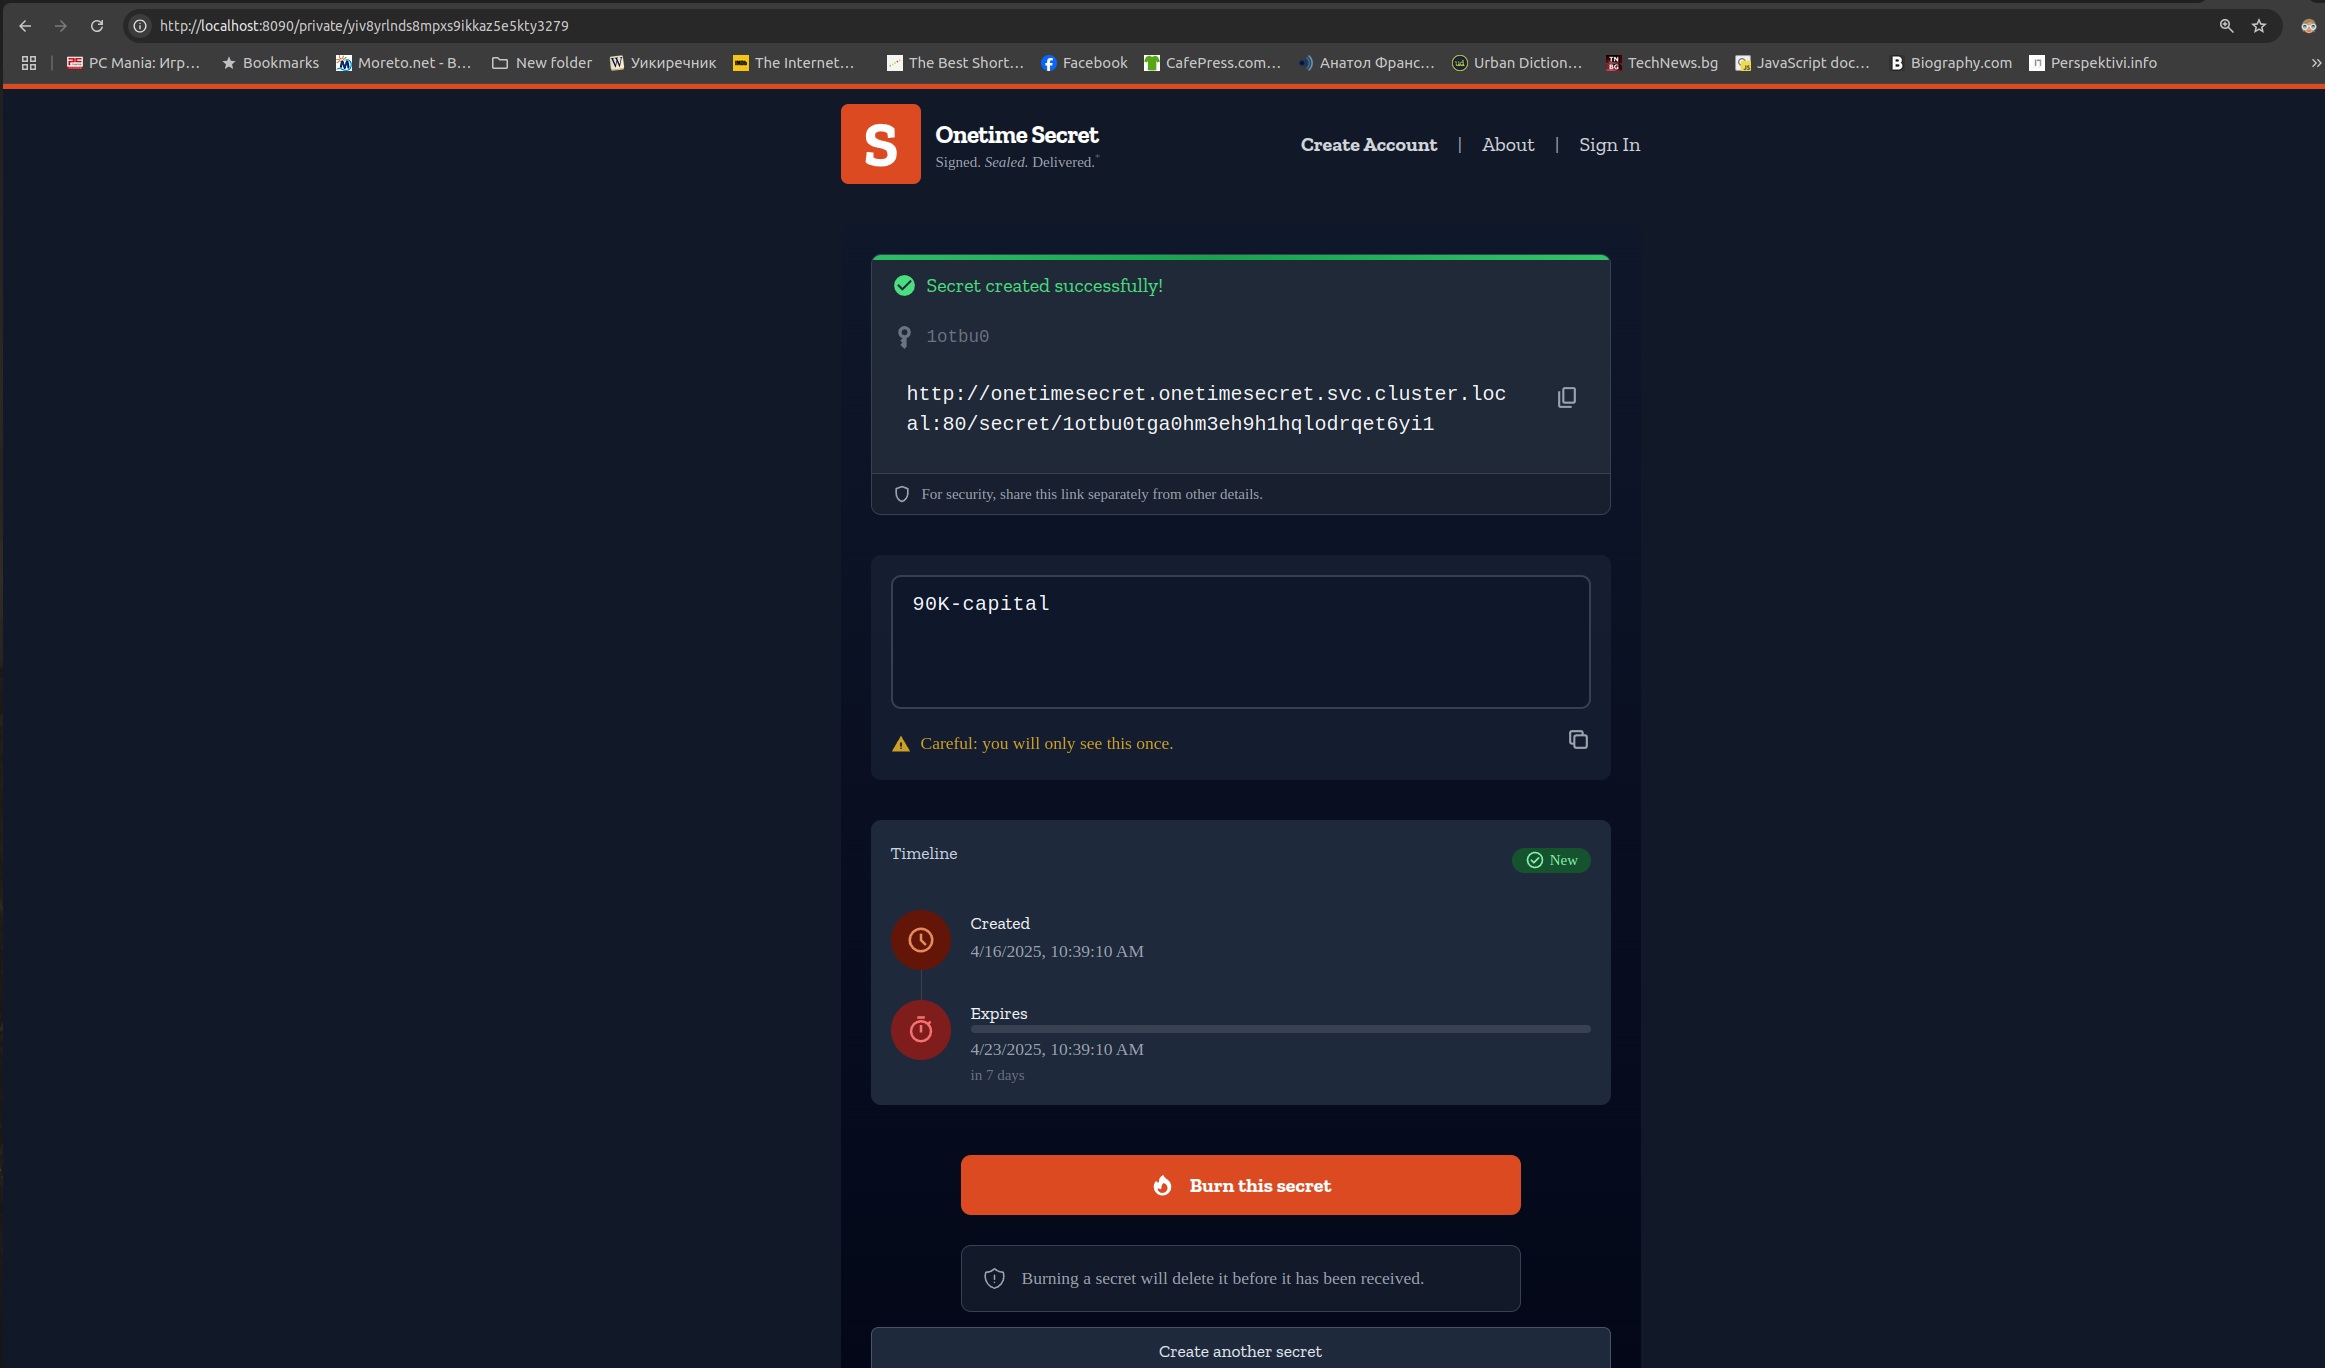 http://localhost:8090/private/yiv8yrlnds8mpxs9ikkaz5e5kty3279
PC Mania: Игр... Bookmarks Moreto.net - B... New folder Уикиречник The Internet... The Best Short... Facebook CafePress.com... Анатол Франс... Urban Diction... TechNews.bg JavaScript doc... Biography.com Perspektivi.info »
S
Onetime Secret
Signed. Sealed. Delivered.*
Create Account | About | Sign In
Secret created successfully!
1otbu0
http://onetimesecret.onetimesecret.svc.cluster.loc
al:80/secret/1otbu0tga0hm3eh9h1hqlodrqet6yi1
For security, share this link separately from other details.
90K-capital
Careful: you will only see this once.
Timeline
New
Created
4/16/2025, 10:39:10 AM
Expires
4/23/2025, 10:39:10 AM
in 7 days
Burn this secret
Burning a secret will delete it before it has been received.
Create another secret